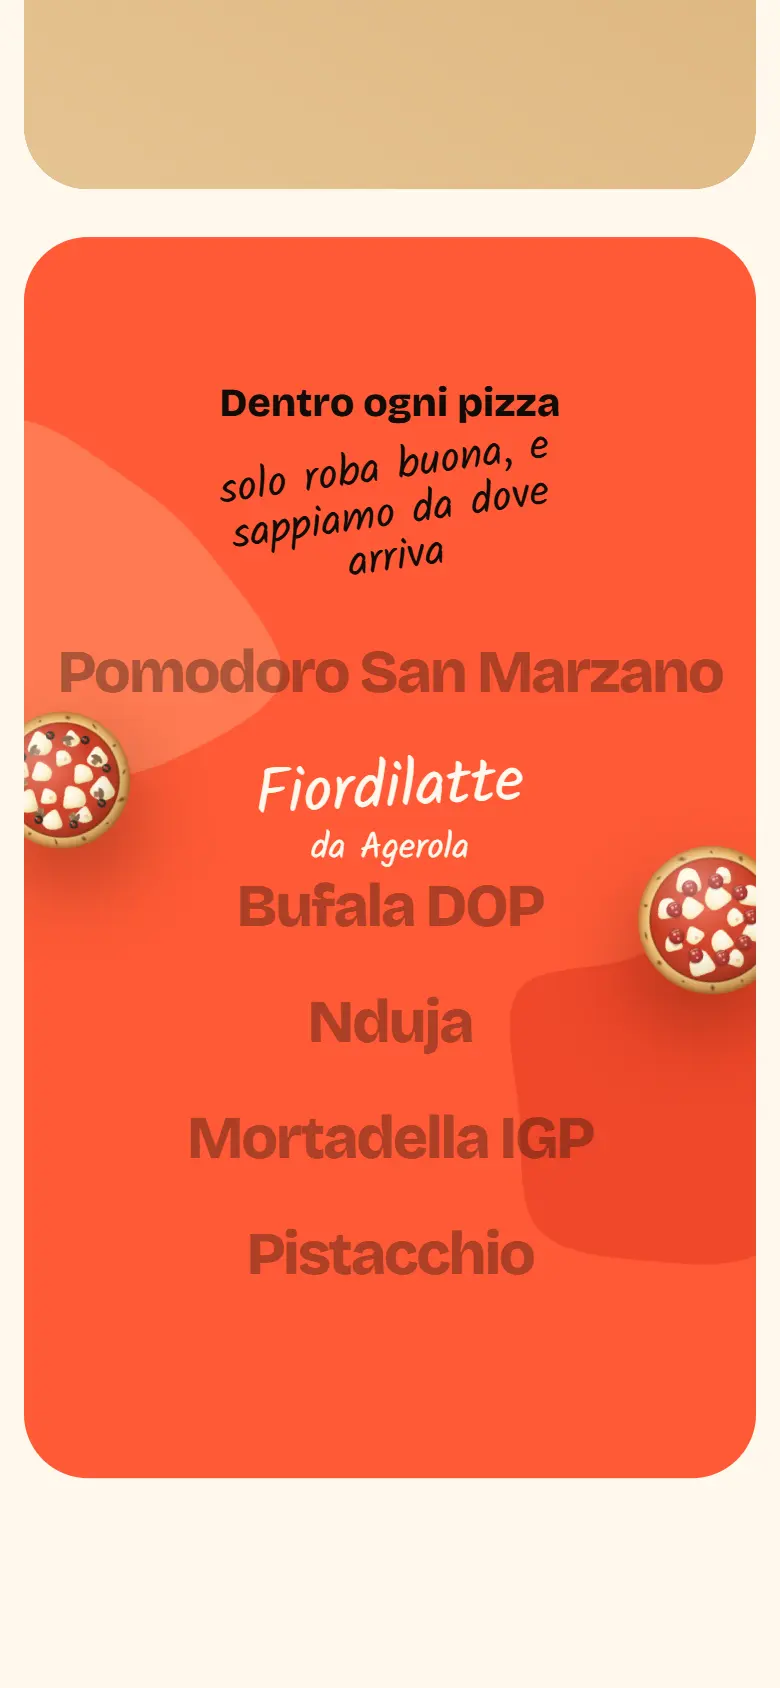 Dentro ogni pizza
solo roba buona, e
sappiamo da dove
arriva
Pomodoro San Marzano
Fiordilatte
da Agerola
Bufala DOP
Nduja
Mortadella IGP
Pistacchio